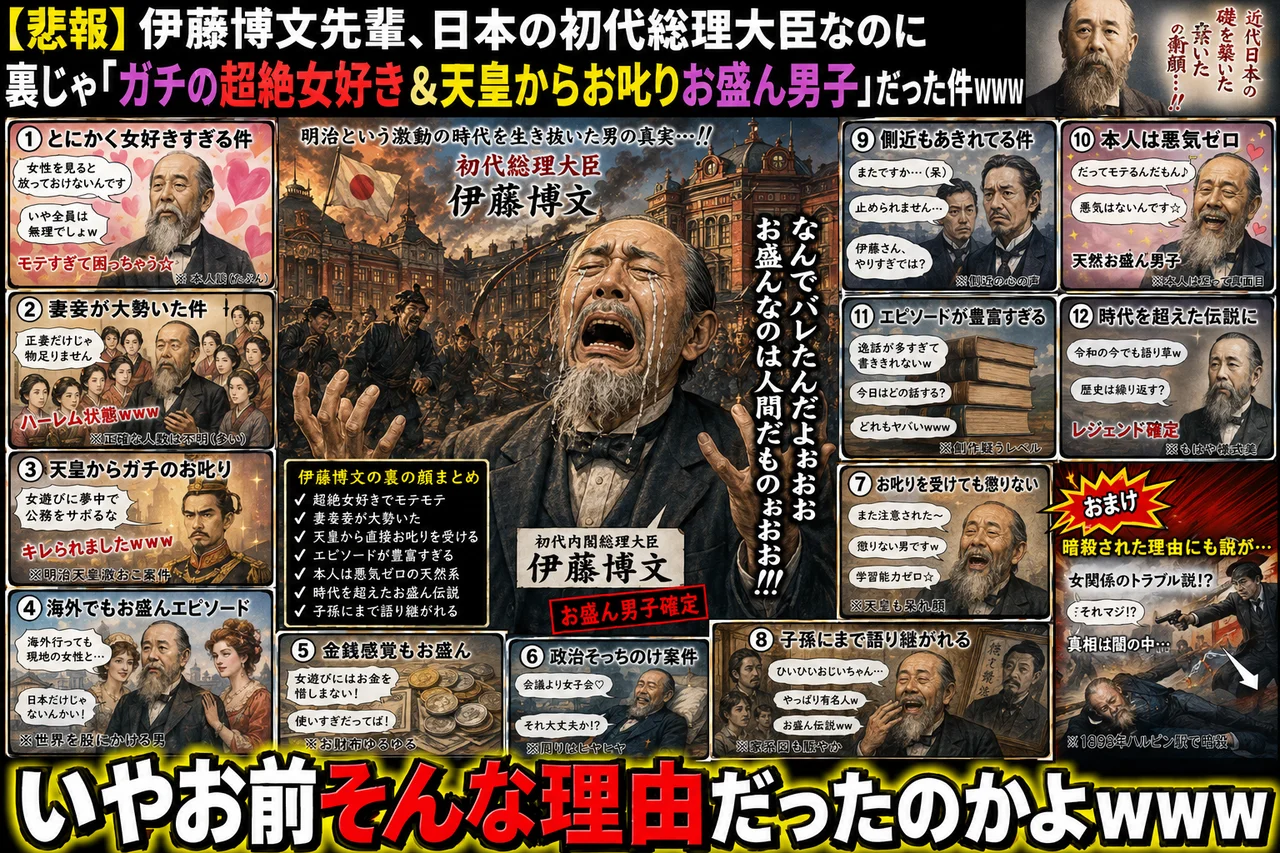 【悲報】伊藤博文先輩、日本の初代総理大臣なのに
裏じゃ「ガチの超絶女好き&天皇からお叱りお盛ん男子」だった件www
近代日本の
礎を築いた
の衝顔…!!
① とにかく女好きすぎる件
女性を見ると
放っておけないんです
いや全員は
無理でしょw
モテすぎて困っちゃう☆
※本人談(たぶん)
② 妻妾が大勢いた件
正妻だけじゃ
物足りません
ハーレム状態www
※正確な人数は不明(多い)
③ 天皇からガチのお叱り
女遊びに夢中で
公務をサボるな
キレられましたwww
※明治天皇激おこ案件
④ 海外でもお盛んエピソード
海外行っても
現地の女性と…
日本だけじゃ
ないんかい!
※世界を股にかける男
明治という激動の時代を生き抜いた男の真実…!!
初代総理大臣
伊藤博文
なんでバレたんだよぉぉお
お盛んなのは人間だものぉおお!!!
伊藤博文の裏の顔まとめ
✓ 超絶女好きでモテモテ
✓ 妻妾妾が大勢いた
✓ 天皇から直接お叱りを受ける
✓ エピソードが豊富すぎる
✓ 本人は悪気ゼロの天然系
✓ 時代を超えたお盛ん伝説
✓ 子孫にまで語り継がれる
初代内閣総理大臣
伊藤博文
お盛ん男子確定
⑤ 金銭感覚もお盛ん
女遊びにはお金を
惜しまない!
使いすぎだってば!
※お財布ゆるゆる
⑥ 政治そっちのけ案件
会議より女子会♡
それ大丈夫か!?
※周りはヒヤヒヤ
⑨ 側近もあきれてる件
またですか…(呆)
止められません…
伊藤さん、
やりすぎでは?
※側近の心の声
⑩ 本人は悪気ゼロ
だってモテるんだもん♪
悪気はないんです☆
天然お盛ん男子
※本人は至って真面目
⑪ エピソードが豊富すぎる
逸話が多すぎて
書ききれないw
今日はどの話する?
どれもヤバいwww
※創作疑うレベル
⑫ 時代を超えた伝説に
令和の今でも語り草w
歴史は繰り返す?
レジェンド確定
※もはや様式美
⑦ お叱りを受けても懲りない
また注意された〜
懲りない男ですw
学習能力ゼロ☆
※天皇も呆れ顔
⑧ 子孫にまで語り継がれる
ひいひいおじいちゃん…
やっぱり有名人w
お盛ん伝説ww
※家系図も賑やか
おまけ
暗殺された理由にも説が…
女関係のトラブル説!?
それマジ!?
真相は闇の中…
※1893年ハルビン駅で暗殺
いやお前そんな理由だったのかよwww